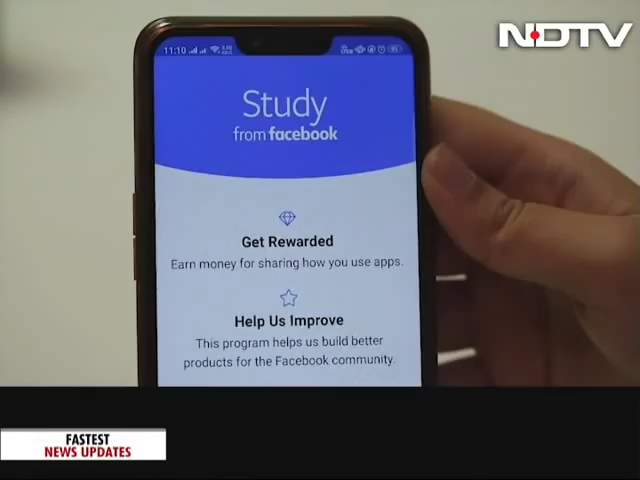 NDTV
11:10
Study
from facebook
Get Rewarded
Earn money for sharing how you use apps.
Help Us Improve
This program helps us build better
products for the Facebook community.
FASTEST
NEWS UPDATES